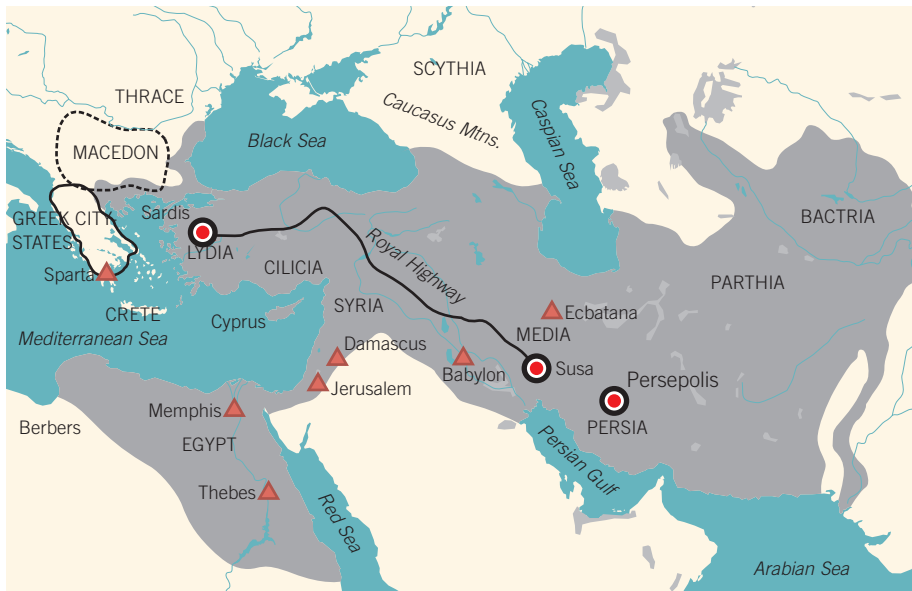 SCYTHIA
THRACE
Caucasus Mtns.
Caspian Sea
Black Sea
MACEDON
GREEK CITY
STATES
Sardis
LYDIA
BACTRIA
Royal Highway
CILICIA
PARTHIA
Sparta
SYRIA
CRETE
Cyprus
Ecbatana
MEDIA
Mediterranean Sea
Damascus
Babylon
Susa
Jerusalem
Persepolis
Memphis
PERSIA
Berbers
EGYPT
Persian Gulf
Thebes
Red Sea
Arabian Sea